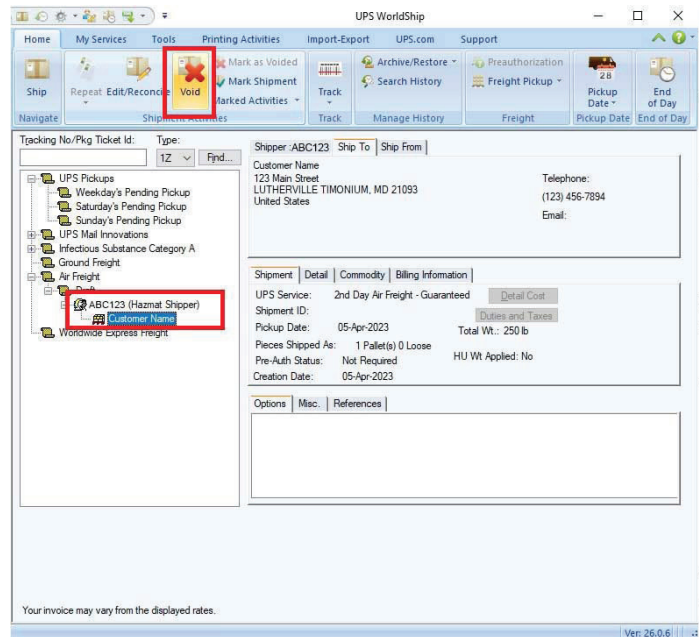 UPS WorldShip
Home My Services Tools Printing Activities Import-Export UPS.com Support
Ship
Repeat Edit/Reconcile
Void
Mark as Voided
Mark Shipment
Marked Activities
Track
Archive/Restore
Search History
Preauthorization
Freight Pickup
28
Pickup Date
End of Day
Navigate Shipment Activities Track Manage History Freight Pickup Date End of Day
Tracking No/Pkg Ticket Id: Type:
1Z Find...
UPS Pickups
Weekday's Pending Pickup
Saturday's Pending Pickup
Sunday's Pending Pickup
UPS Mail Innovations
Infectious Substance Category A
Ground Freight
Air Freight
Draft
ABC123 (Hazmat Shipper)
Customer Name
Worldwide Express Freight
Shipper :ABC123 Ship To Ship From
Customer Name
123 Main Street
LUTHERVILLE TIMONIUM, MD 21093
United States
Telephone:
(123) 456-7894
Email:
Shipment Detail Commodity Billing Information
UPS Service: 2nd Day Air Freight - Guaranteed Detail Cost
Shipment ID: Duties and Taxes
Pickup Date: 05-Apr-2023 Total Wt.: 250 lb
Pieces Shipped As: 1 Pallet(s) 0 Loose
Pre-Auth Status: Not Required HU Wt Applied: No
Creation Date: 05-Apr-2023
Options Misc. References
Your invoice may vary from the displayed rates.
Ver: 26.0.6